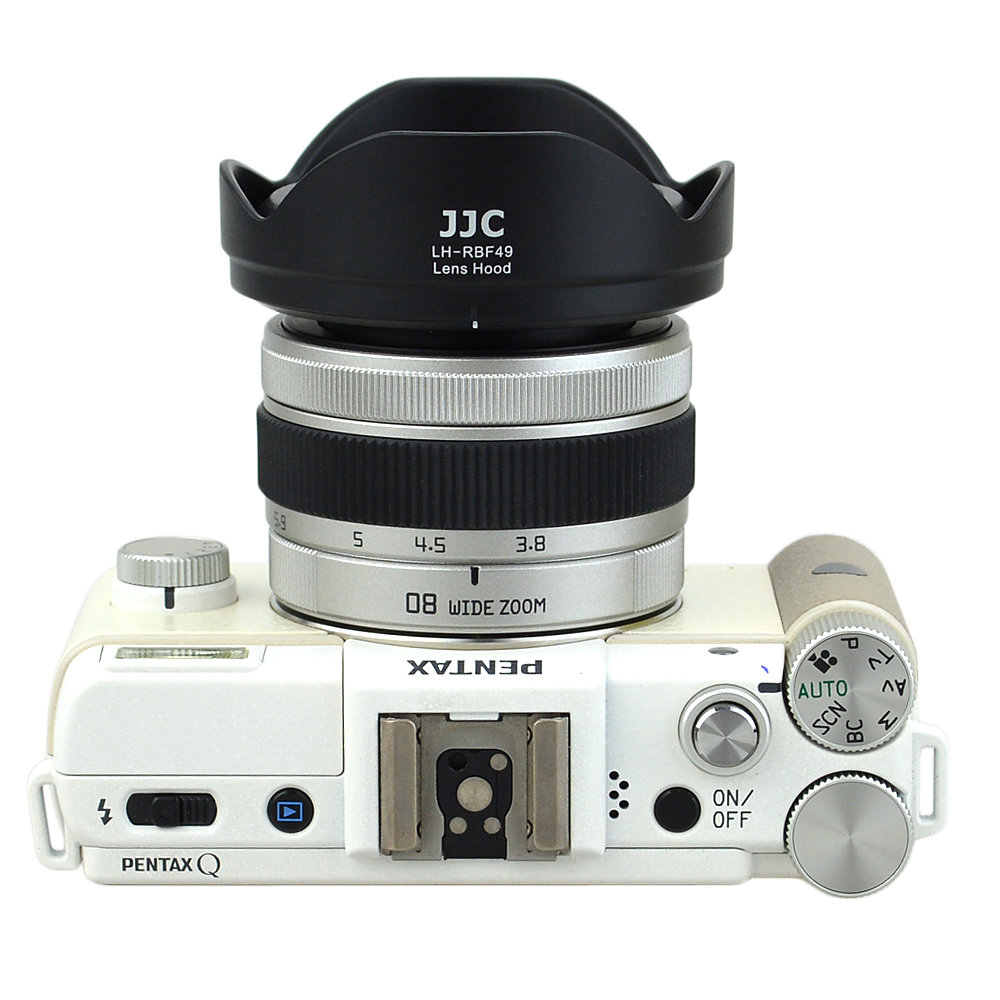 JJC
LH-RBF49
Lens Hood
5.9 5 4.5 3.8
08 WIDE ZOOM
PENTAX
P
Tv
Av
M
BC
SCN
AUTO
ON/
OFF
PENTAX Q